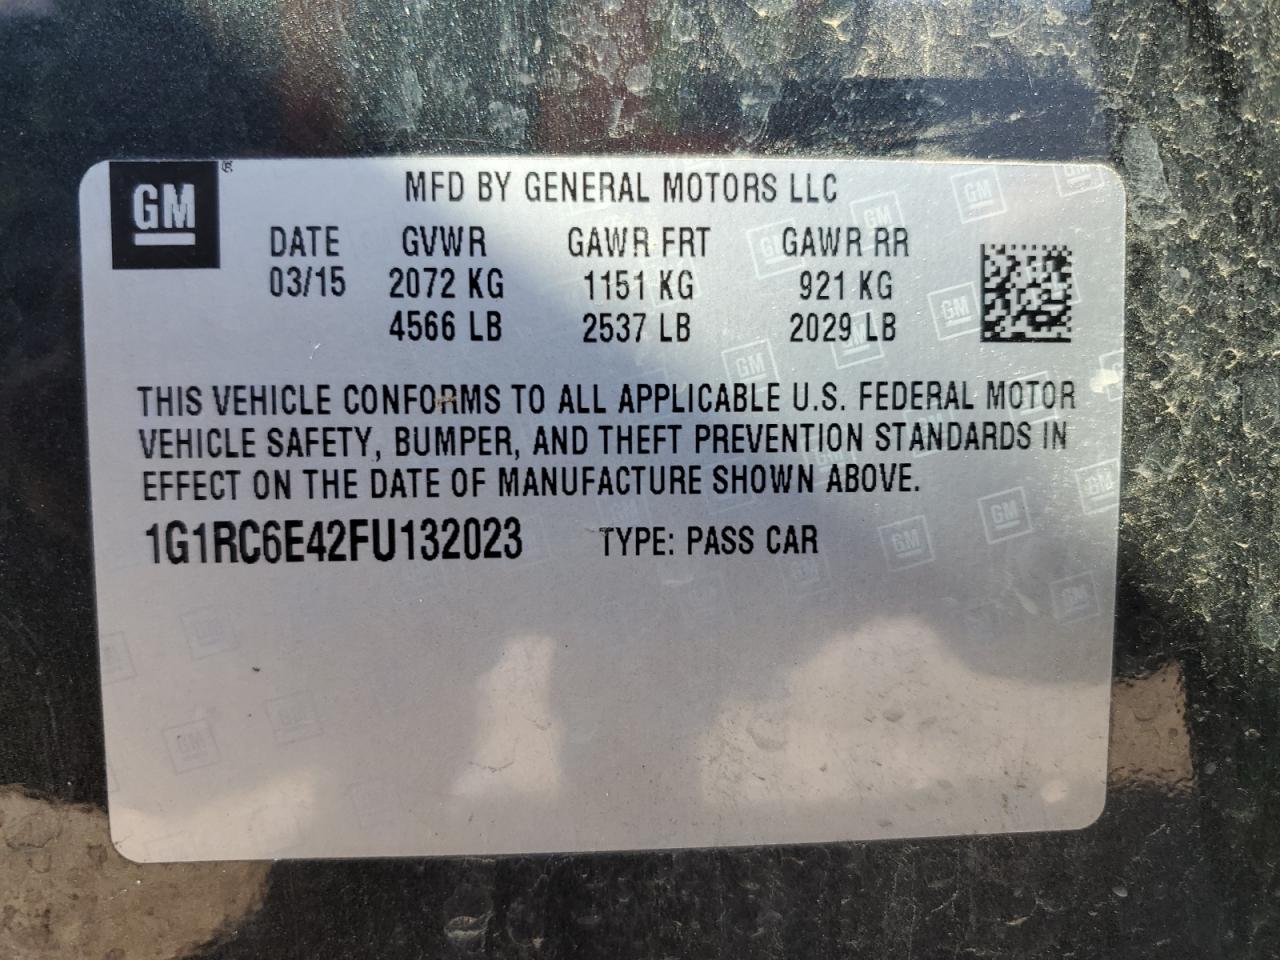 GM ®
MFD BY GENERAL MOTORS LLC
DATE GVWR GAWR FRT GAWR RR
03/15 2072 KG 1151 KG 921 KG
4566 LB 2537 LB 2029 LB
THIS VEHICLE CONFORMS TO ALL APPLICABLE U.S. FEDERAL MOTOR
VEHICLE SAFETY, BUMPER, AND THEFT PREVENTION STANDARDS IN
EFFECT ON THE DATE OF MANUFACTURE SHOWN ABOVE.
1G1RC6E42FU132023 TYPE: PASS CAR